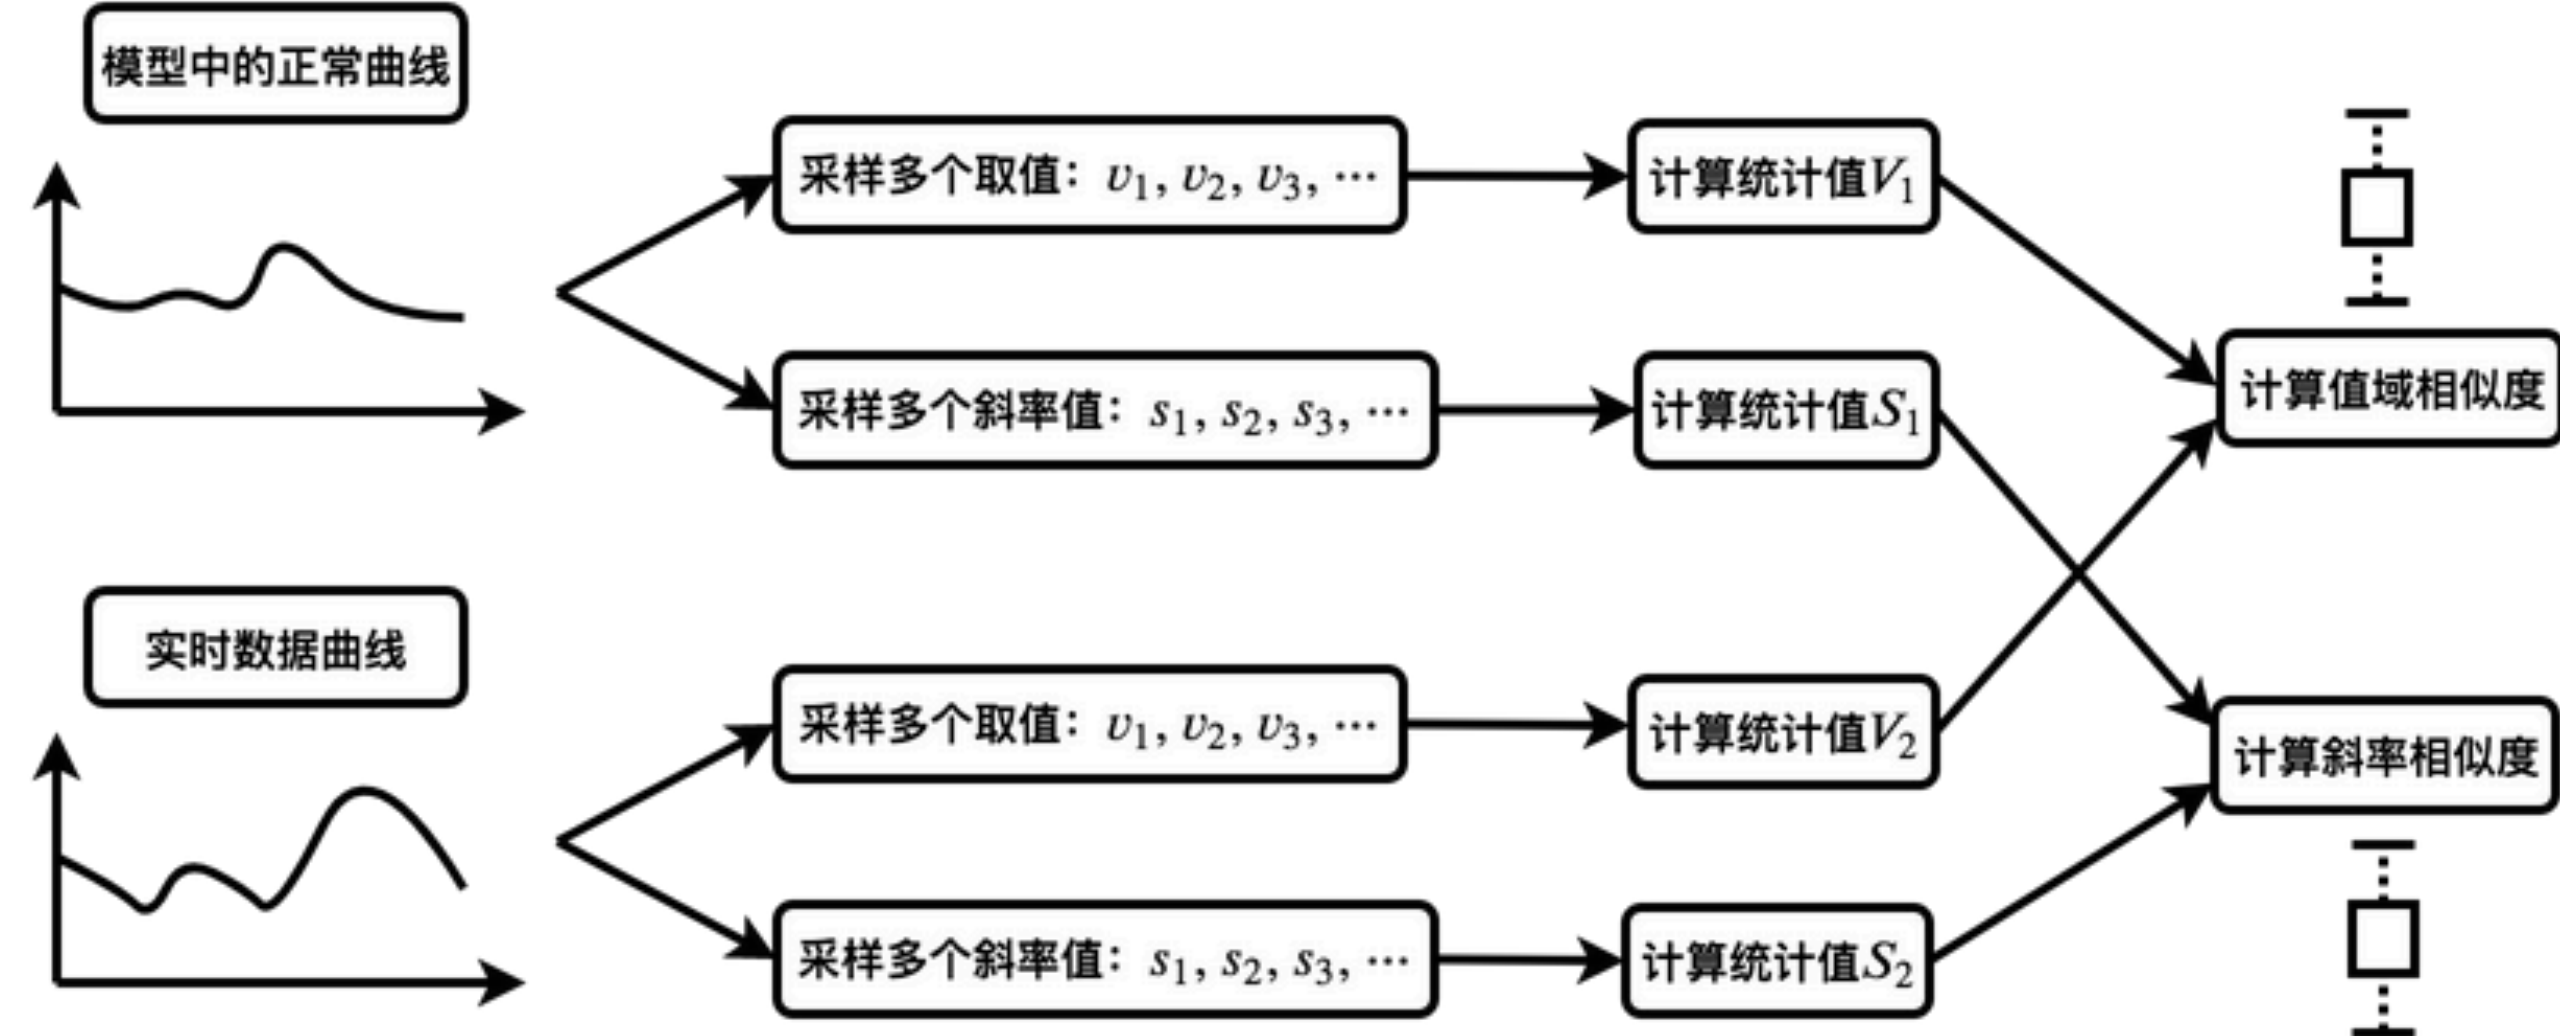 模型中的正常曲线
采样多个取值：v₁, v₂, v₃, ···
计算统计值V₁
采样多个斜率值：s₁, s₂, s₃, ···
计算统计值S₁
计算值域相似度
实时数据曲线
采样多个取值：v₁, v₂, v₃, ···
计算统计值V₂
计算斜率相似度
采样多个斜率值：s₁, s₂, s₃, ···
计算统计值S₂